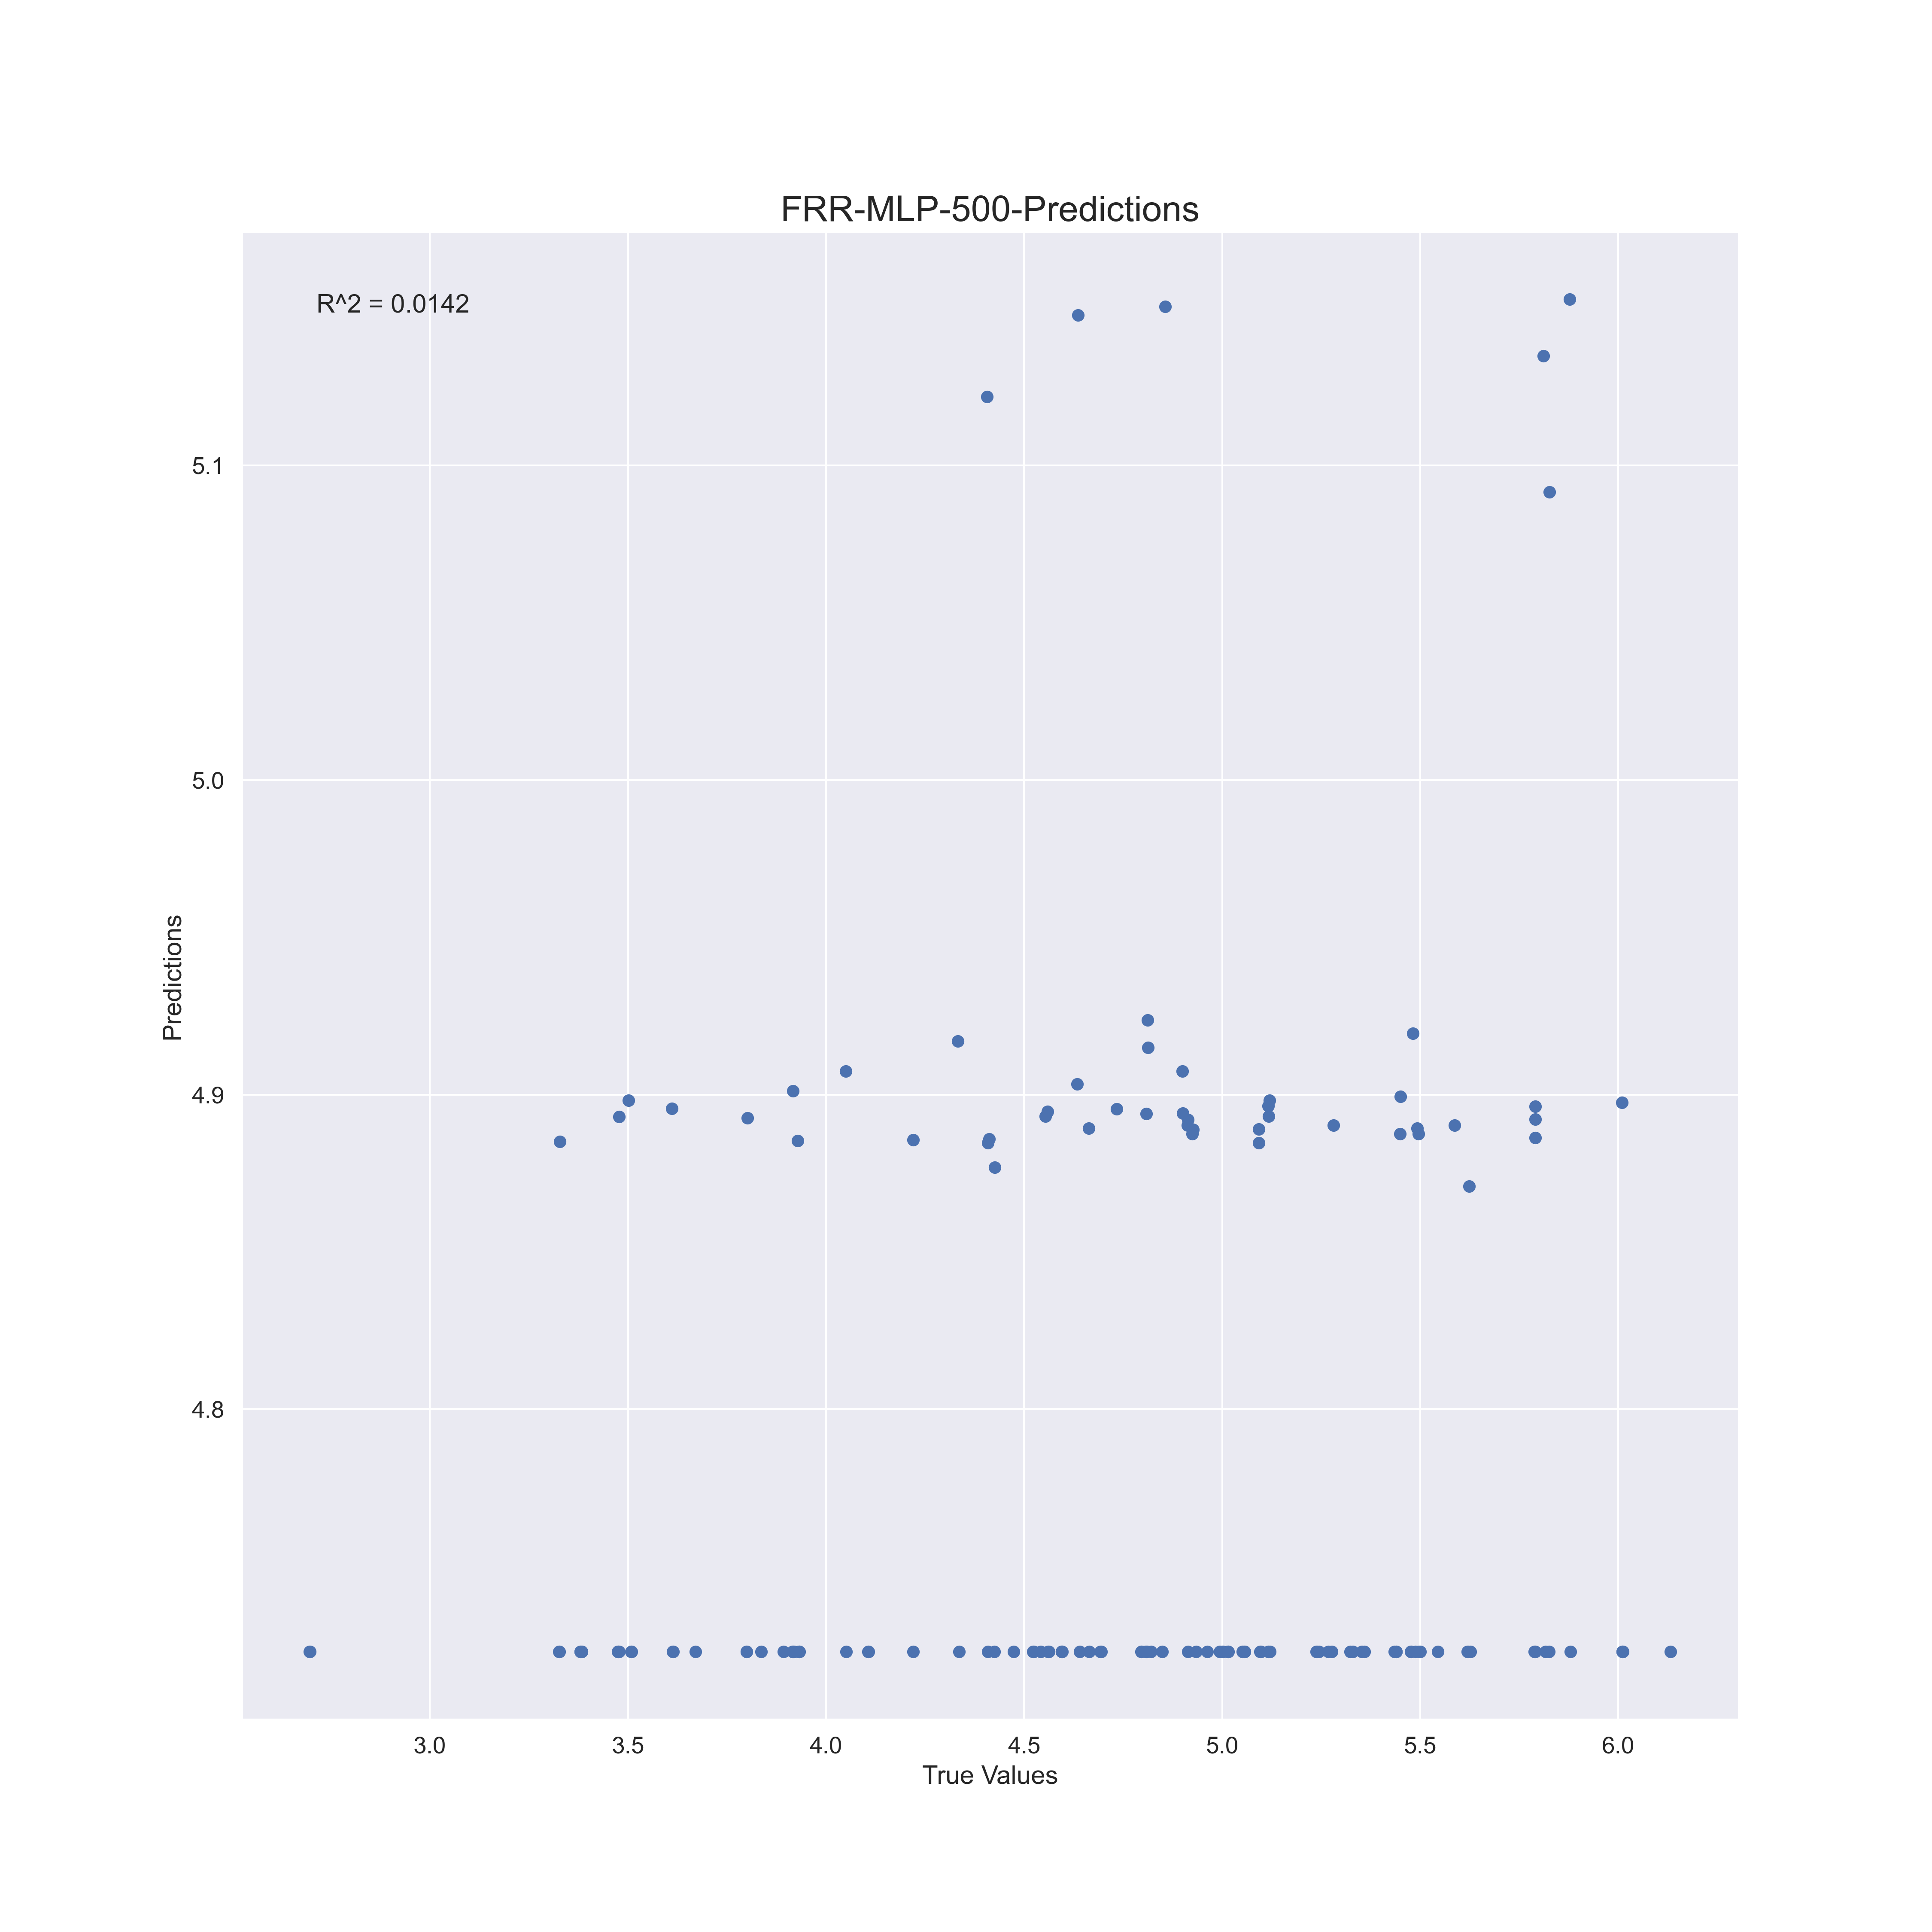 FRR-MLP-500-Predictions
R^2 = 0.0142
5.1
5.0
4.9
4.8
Predictions
3.0 3.5 4.0 4.5 5.0 5.5 6.0
True Values